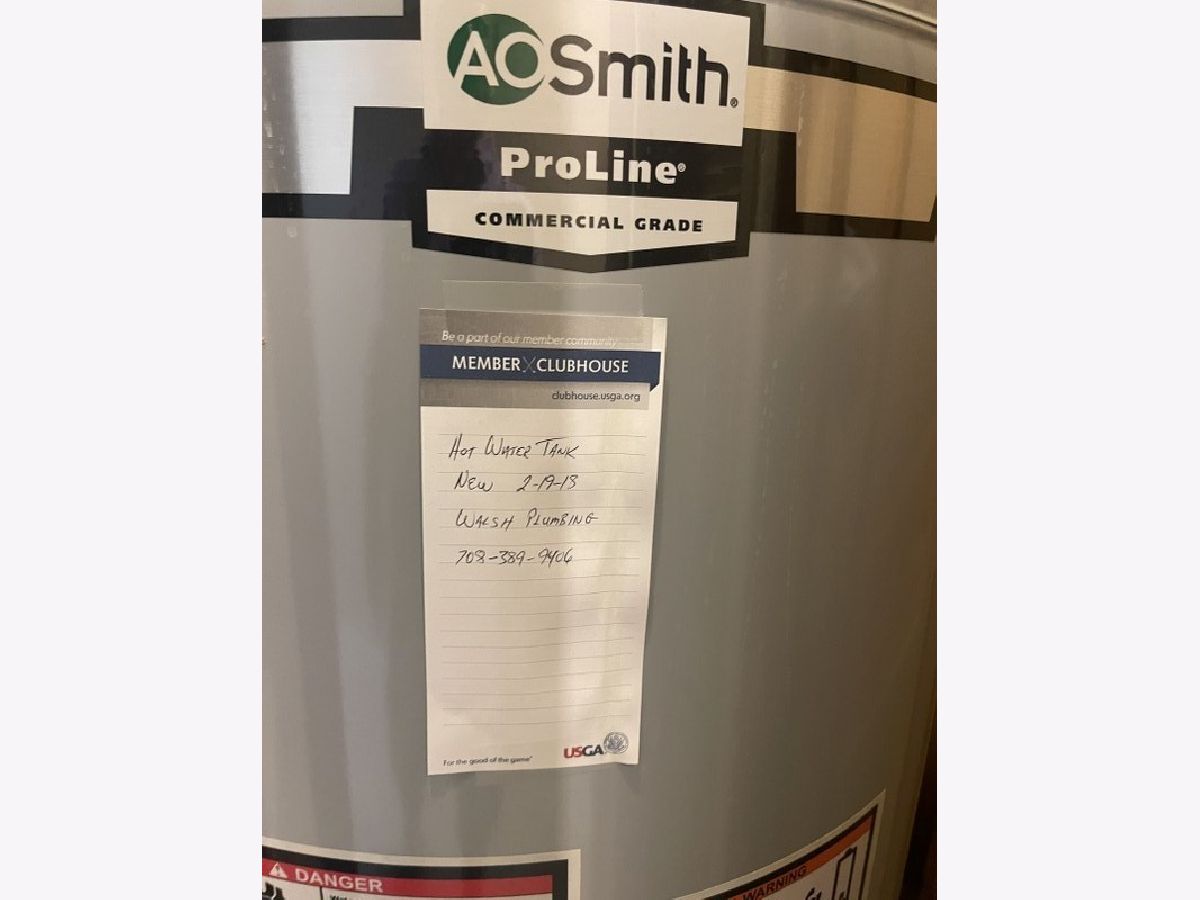 AOSmith®
ProLine®
COMMERCIAL GRADE
Be a part of our member community
MEMBER CLUBHOUSE
clubhouse.usga.org
HOT WATER TANK
NEW 2-19-13
WALSH PLUMBING
708-389-9406
USGA
For the good of the game™
DANGER
WARNING